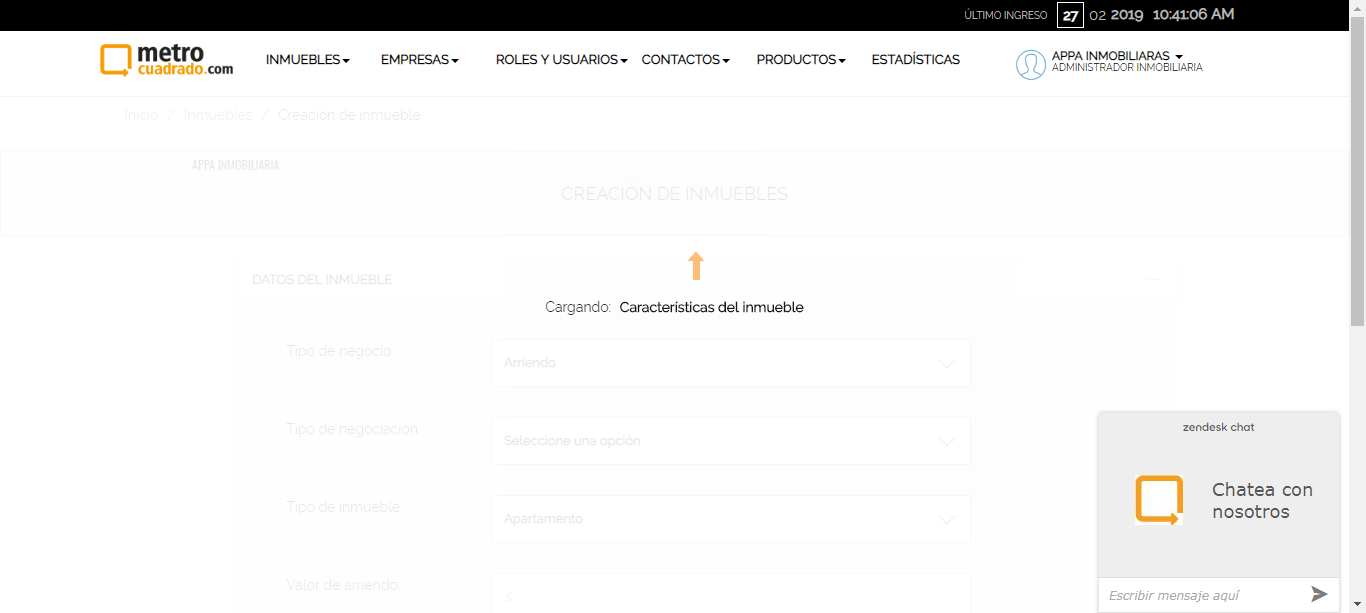 ÚLTIMO INGRESO 27 02 2019 10:41:06 AM
metro
cuadrado.com
INMUEBLES EMPRESAS ROLES Y USUARIOS CONTACTOS PRODUCTOS ESTADÍSTICAS
APPA INMOBILIARAS
ADMINISTRADOR INMOBILIARIA
Inicio / Inmuebles / Creación de inmueble
APPA INMOBILIARIA
CREACIÓN DE INMUEBLES
DATOS DEL INMUEBLE
Cargando: Características del inmueble
* Tipo de negocio: Arriendo
Tipo de negociación: Seleccione una opción
* Tipo de inmueble: Apartamento
* Valor de arriendo: $
zendesk chat
Chatea con
nosotros
Escribir mensaje aquí